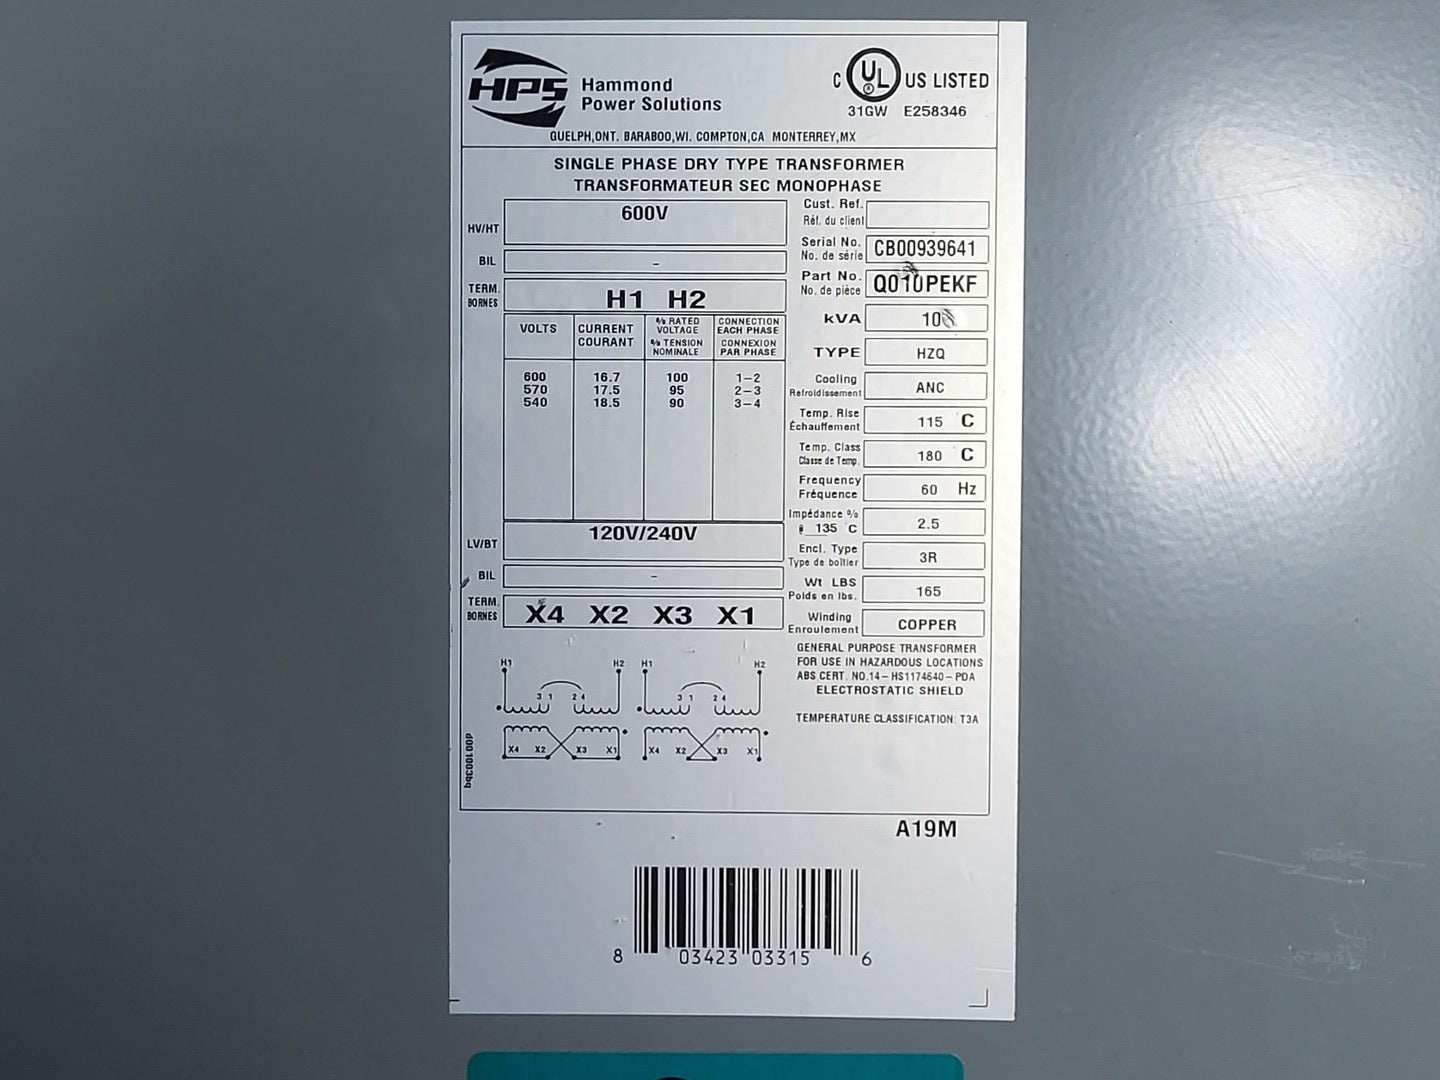 HPS Hammond
Power Solutions
C UL® US LISTED
31GW E258346
GUELPH,ONT. BARABOO,WI. COMPTON,CA MONTERREY,MX
SINGLE PHASE DRY TYPE TRANSFORMER
TRANSFORMATEUR SEC MONOPHASE
HV/HT 600V
BIL -
TERM.
BORNES H1 H2
VOLTS CURRENT COURANT % RATED VOLTAGE % TENSION NOMINALE CONNECTION EACH PHASE CONNEXION PAR PHASE
600 16.7 100 1-2
570 17.5 95 2-3
540 18.5 90 3-4
LV/BT 120V/240V
BIL -
TERM.
BORNES X4 X2 X3 X1
H1 H2 H1 H2
3 1 2 4 3 1 2 4
X4 X2 X3 X1 X4 X2 X3 X1
d001003bq
Cust. Ref.
Réf. du client
Serial No.
No. de série CB00939641
Part No.
No. de pièce Q010PEKF
kVA 10
TYPE HZQ
Cooling
Refroidissement ANC
Temp. Rise
Échauffement 115 C
Temp. Class
Classe de Temp. 180 C
Frequency
Fréquence 60 Hz
Impédance %
135 C 2.5
Encl. Type
Type de boîtier 3R
Wt LBS
Poids en lbs. 165
Winding
Enroulement COPPER
GENERAL PURPOSE TRANSFORMER
FOR USE IN HAZARDOUS LOCATIONS
ABS CERT. NO.14-HS1174640-PDA
ELECTROSTATIC SHIELD
TEMPERATURE CLASSIFICATION: T3A
A19M
8 03423 03315 6